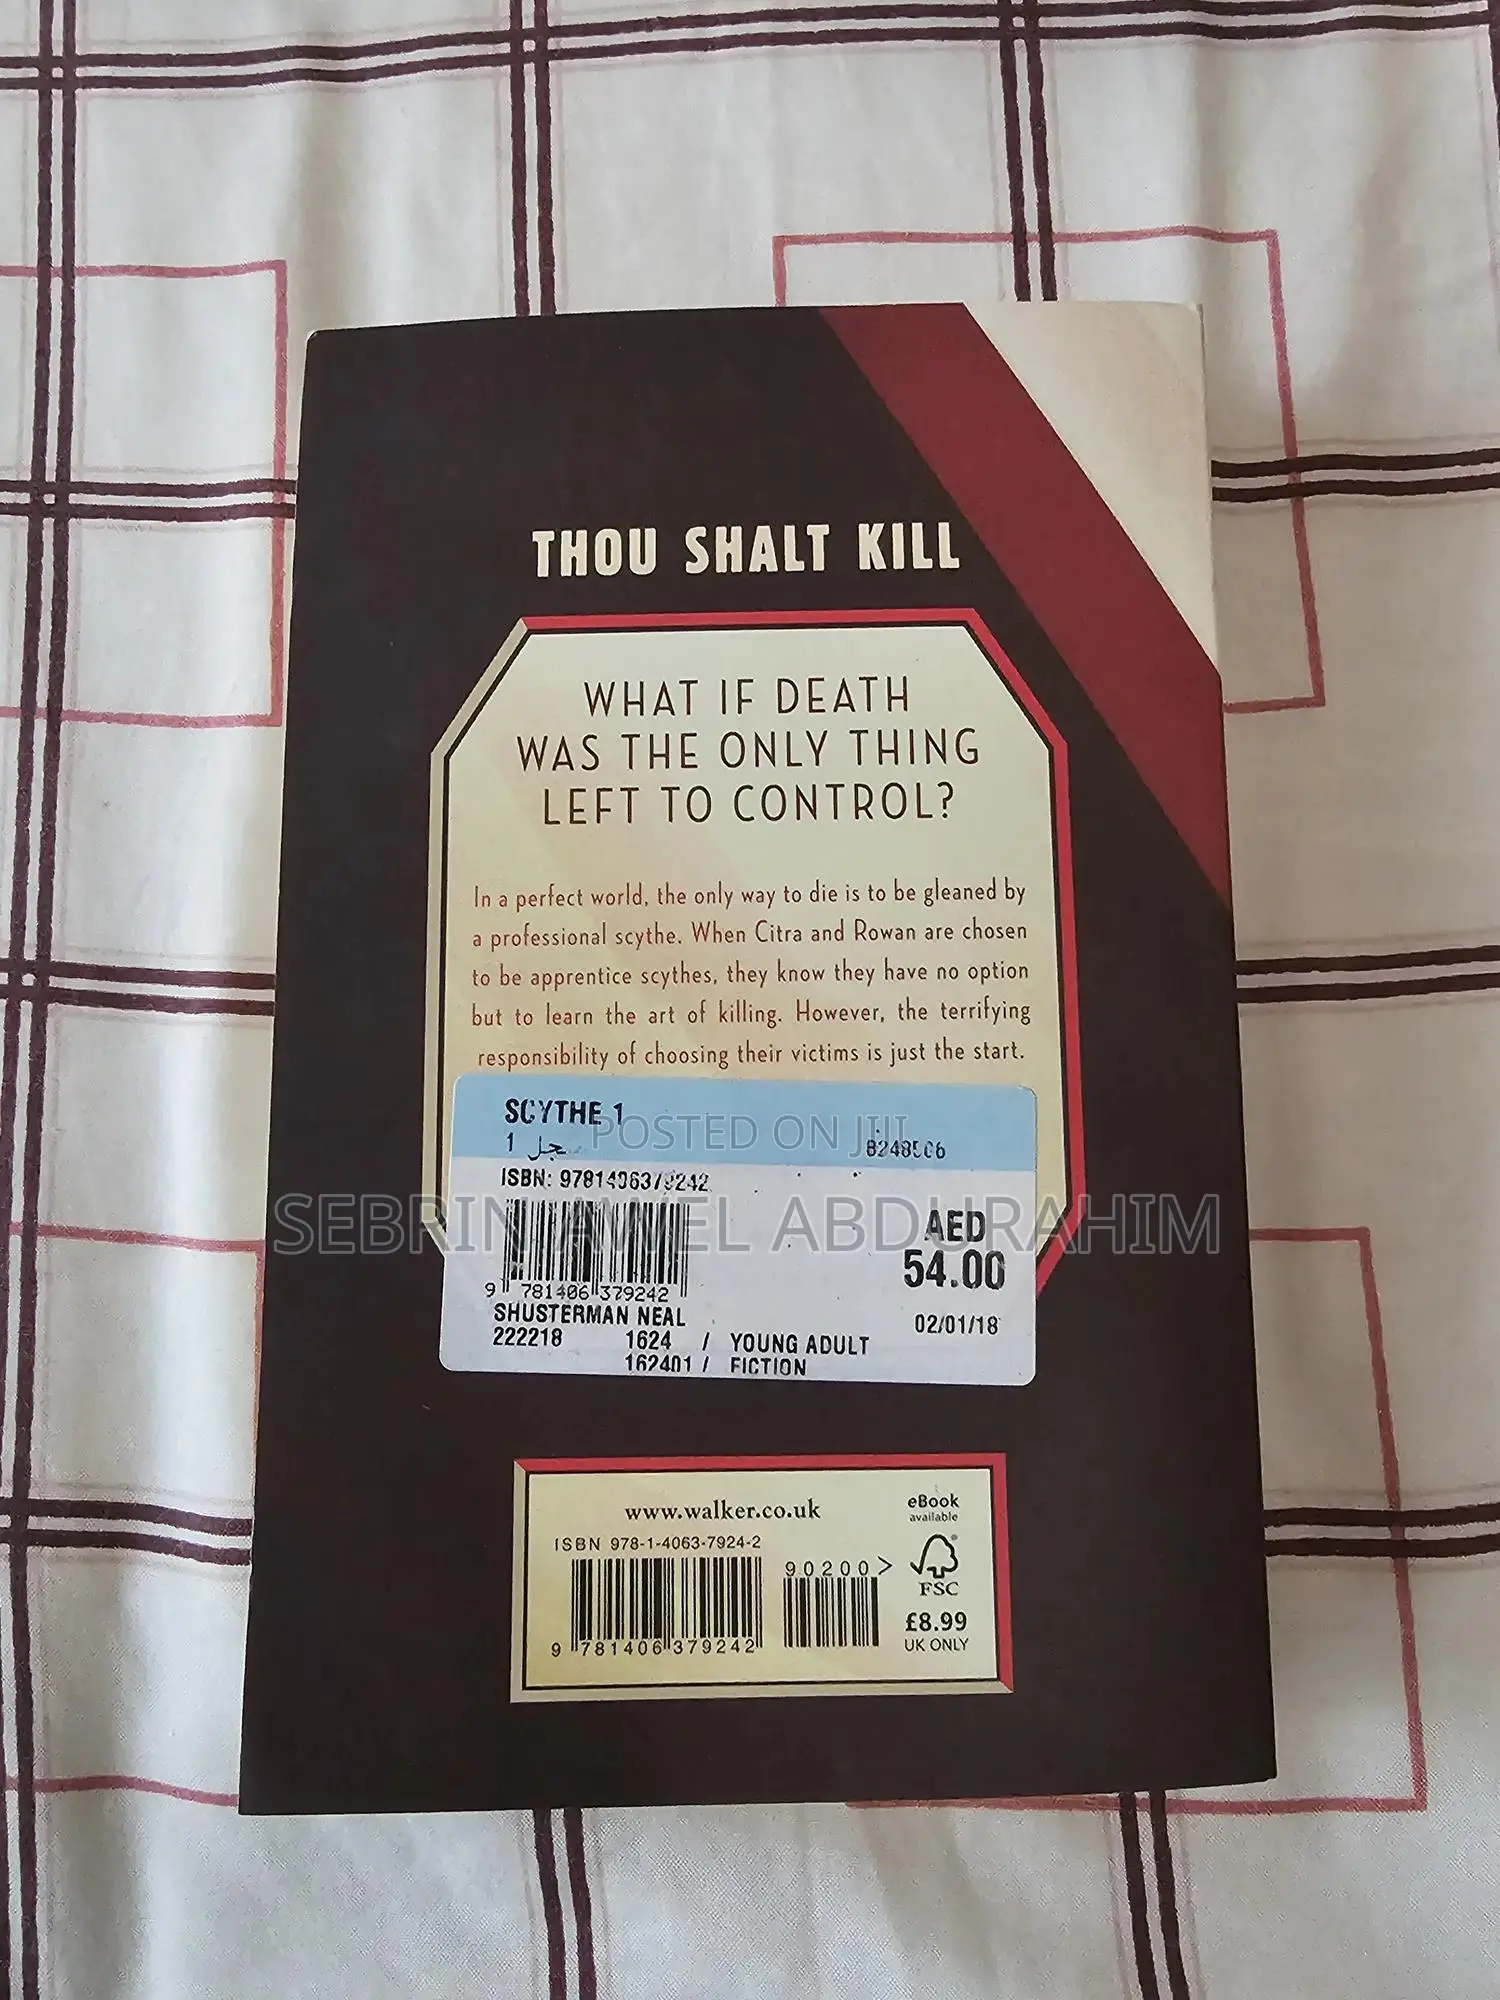 THOU SHALT KILL
WHAT IF DEATH
WAS THE ONLY THING
LEFT TO CONTROL?
In a perfect world, the only way to die is to be gleaned by
a professional scythe. When Citra and Rowan are chosen
to be apprentice scythes, they know they have no option
but to learn the art of killing. However, the terrifying
responsibility of choosing their victims is just the start.
SCYTHE 1
POSTED ON JIJI
1
ISBN: 9781406379242
SEBRIN AWEL ABDURAHIM
AED
54.00
9 781406 379242
SHUSTERMAN NEAL
02/01/18
222218 1624 / YOUNG ADULT
162401 / FICTION
www.walker.co.uk
eBook
available
ISBN 978-1-4063-7924-2
90200>
FSC
£8.99
UK ONLY
9 781406 379242